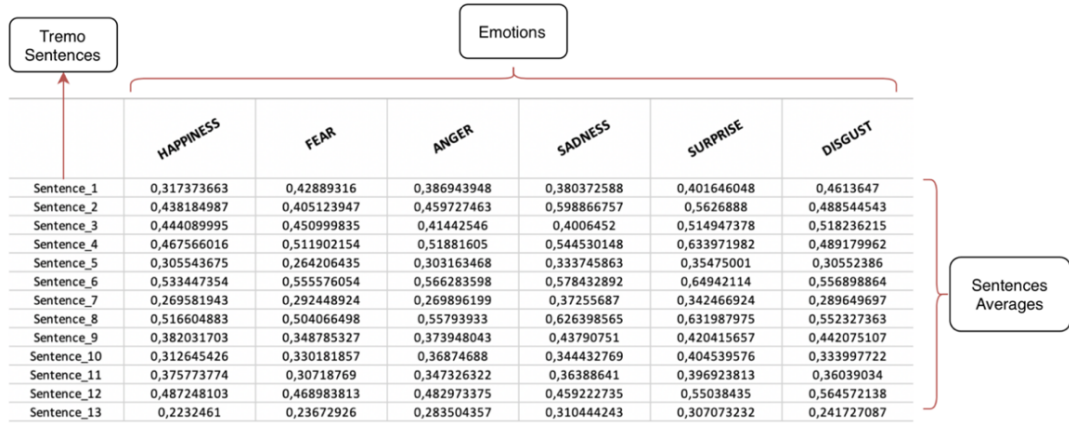 Tremo
Sentences
Emotions
HAPPINESS FEAR ANGER SADNESS SURPRISE DISGUST
Sentence_1 0,317373663 0,42889316 0,386943948 0,380372588 0,401646048 0,4613647
Sentence_2 0,438184987 0,405123947 0,459727463 0,598866757 0,5626888 0,488544543
Sentence_3 0,444089995 0,450999835 0,41442546 0,4006452 0,514947378 0,518236215
Sentence_4 0,467566016 0,511902154 0,51881605 0,544530148 0,633971982 0,489179962
Sentence_5 0,305543675 0,264206435 0,303163468 0,333745863 0,35475001 0,30552386
Sentence_6 0,533447354 0,555576054 0,566283598 0,578432892 0,64942114 0,556898864
Sentence_7 0,269581943 0,292448924 0,269896199 0,37255687 0,342466924 0,289649697
Sentence_8 0,516604883 0,504066498 0,55793933 0,626398565 0,631987975 0,552327363
Sentence_9 0,382031703 0,348785327 0,373948043 0,43790751 0,420415657 0,442075107
Sentence_10 0,312645426 0,330181857 0,36874688 0,344432769 0,404539576 0,333997722
Sentence_11 0,375773774 0,30718769 0,347326322 0,36388641 0,396923813 0,36039034
Sentence_12 0,487248103 0,468983813 0,482973375 0,459222735 0,55038435 0,564572138
Sentence_13 0,2232461 0,23672926 0,283504357 0,310444243 0,307073232 0,241727087
Sentences
Averages